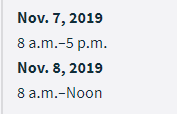 Nov. 7, 2019
8 a.m.–5 p.m.
Nov. 8, 2019
8 a.m.–Noon